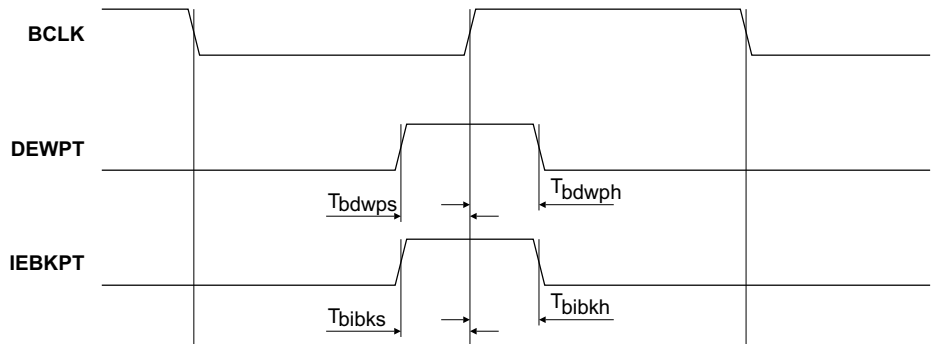 BCLK
DEWPT
Tbdwps
Tbdwph
IEBKPT
Tbibks
Tbibkh